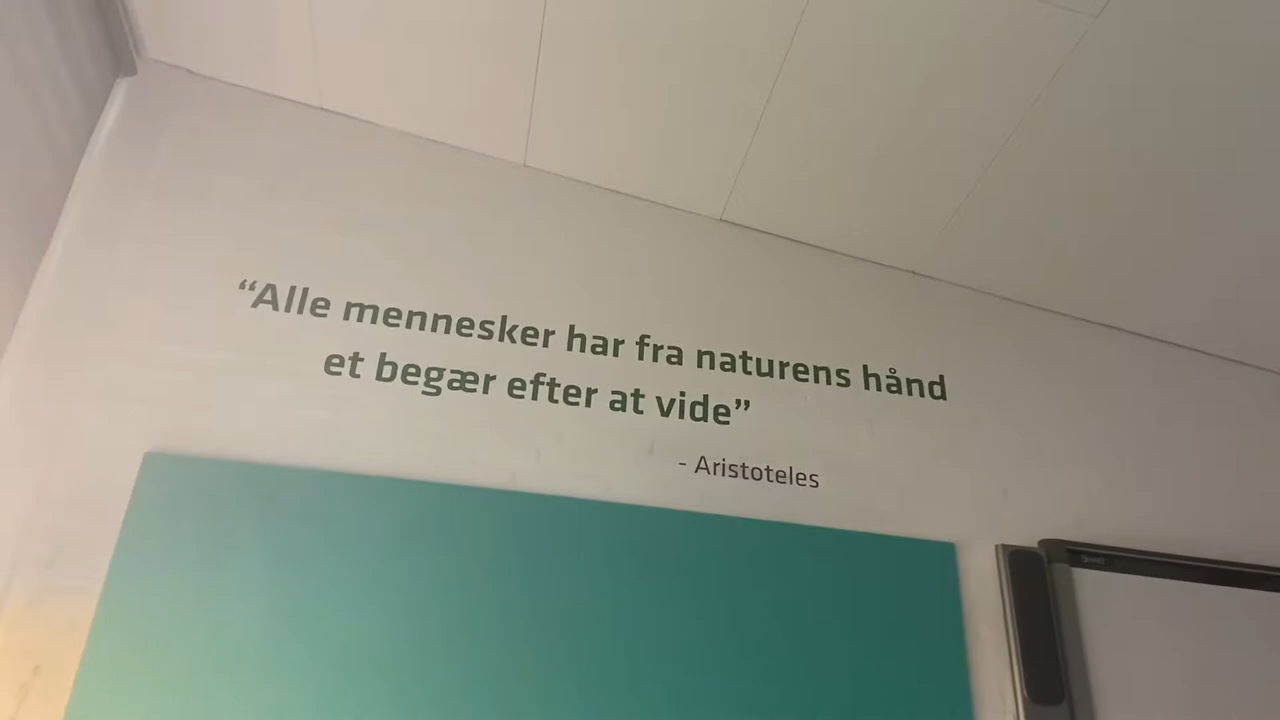 “Alle mennesker har fra naturens hånd
et begær efter at vide”
- Aristoteles